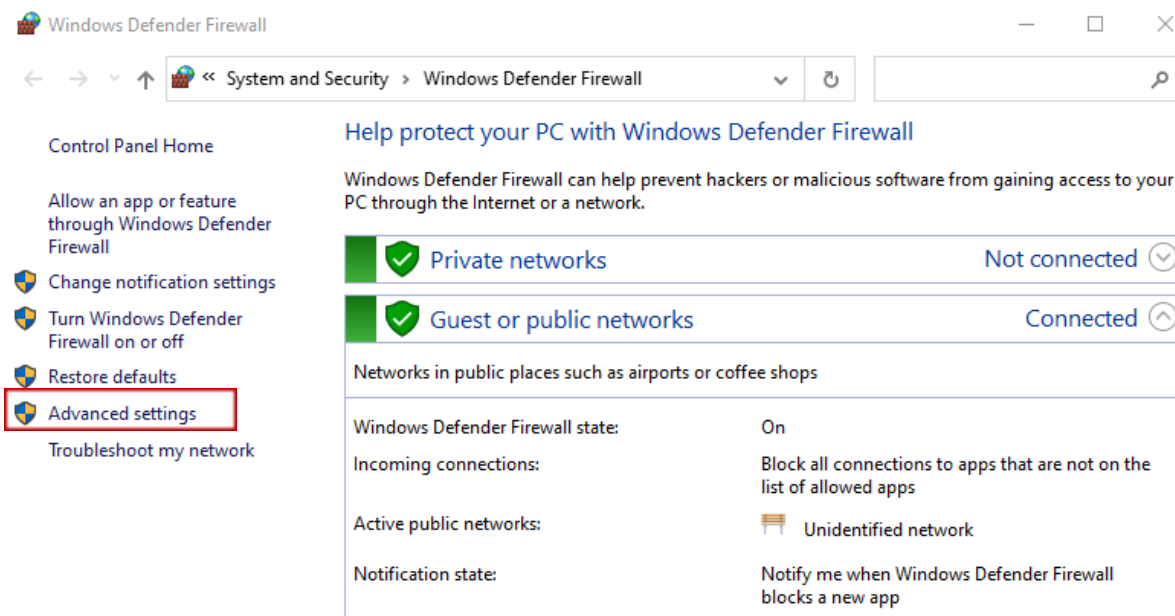 Windows Defender Firewall
« System and Security › Windows Defender Firewall
Control Panel Home
Allow an app or feature
through Windows Defender
Firewall
Change notification settings
Turn Windows Defender
Firewall on or off
Restore defaults
Advanced settings
Troubleshoot my network
Help protect your PC with Windows Defender Firewall
Windows Defender Firewall can help prevent hackers or malicious software from gaining access to your
PC through the Internet or a network.
Private networks Not connected
Guest or public networks Connected
Networks in public places such as airports or coffee shops
Windows Defender Firewall state: On
Incoming connections: Block all connections to apps that are not on the
list of allowed apps
Active public networks: Unidentified network
Notification state: Notify me when Windows Defender Firewall
blocks a new app